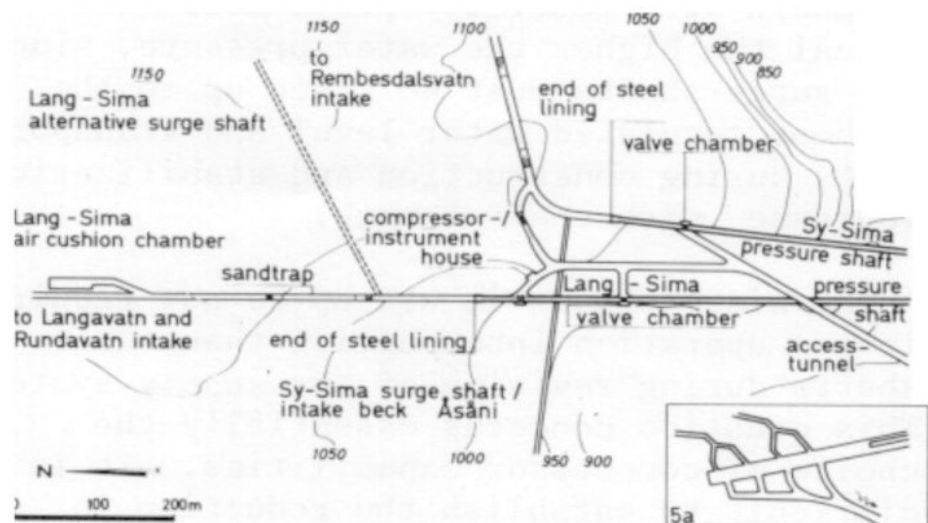 1150
1150
1100
1050
1000
950
900
850
to
Rembesdalsvatn
intake
Lang-Sima
alternative surge shaft
end of steel
lining
valve chamber
Lang-Sima
air cushion chamber
compressor-/
instrument
house
Sy-Sima
pressure shaft
sandtrap
Lang-Sima
pressure
shaft
to Langavatn and
Rundavatn intake
end of steel lining
valve chamber
access-
tunnel
Sy-Sima surge shaft/
intake beck Åsåni
1050
1000
950
900
N
100
200m
5a